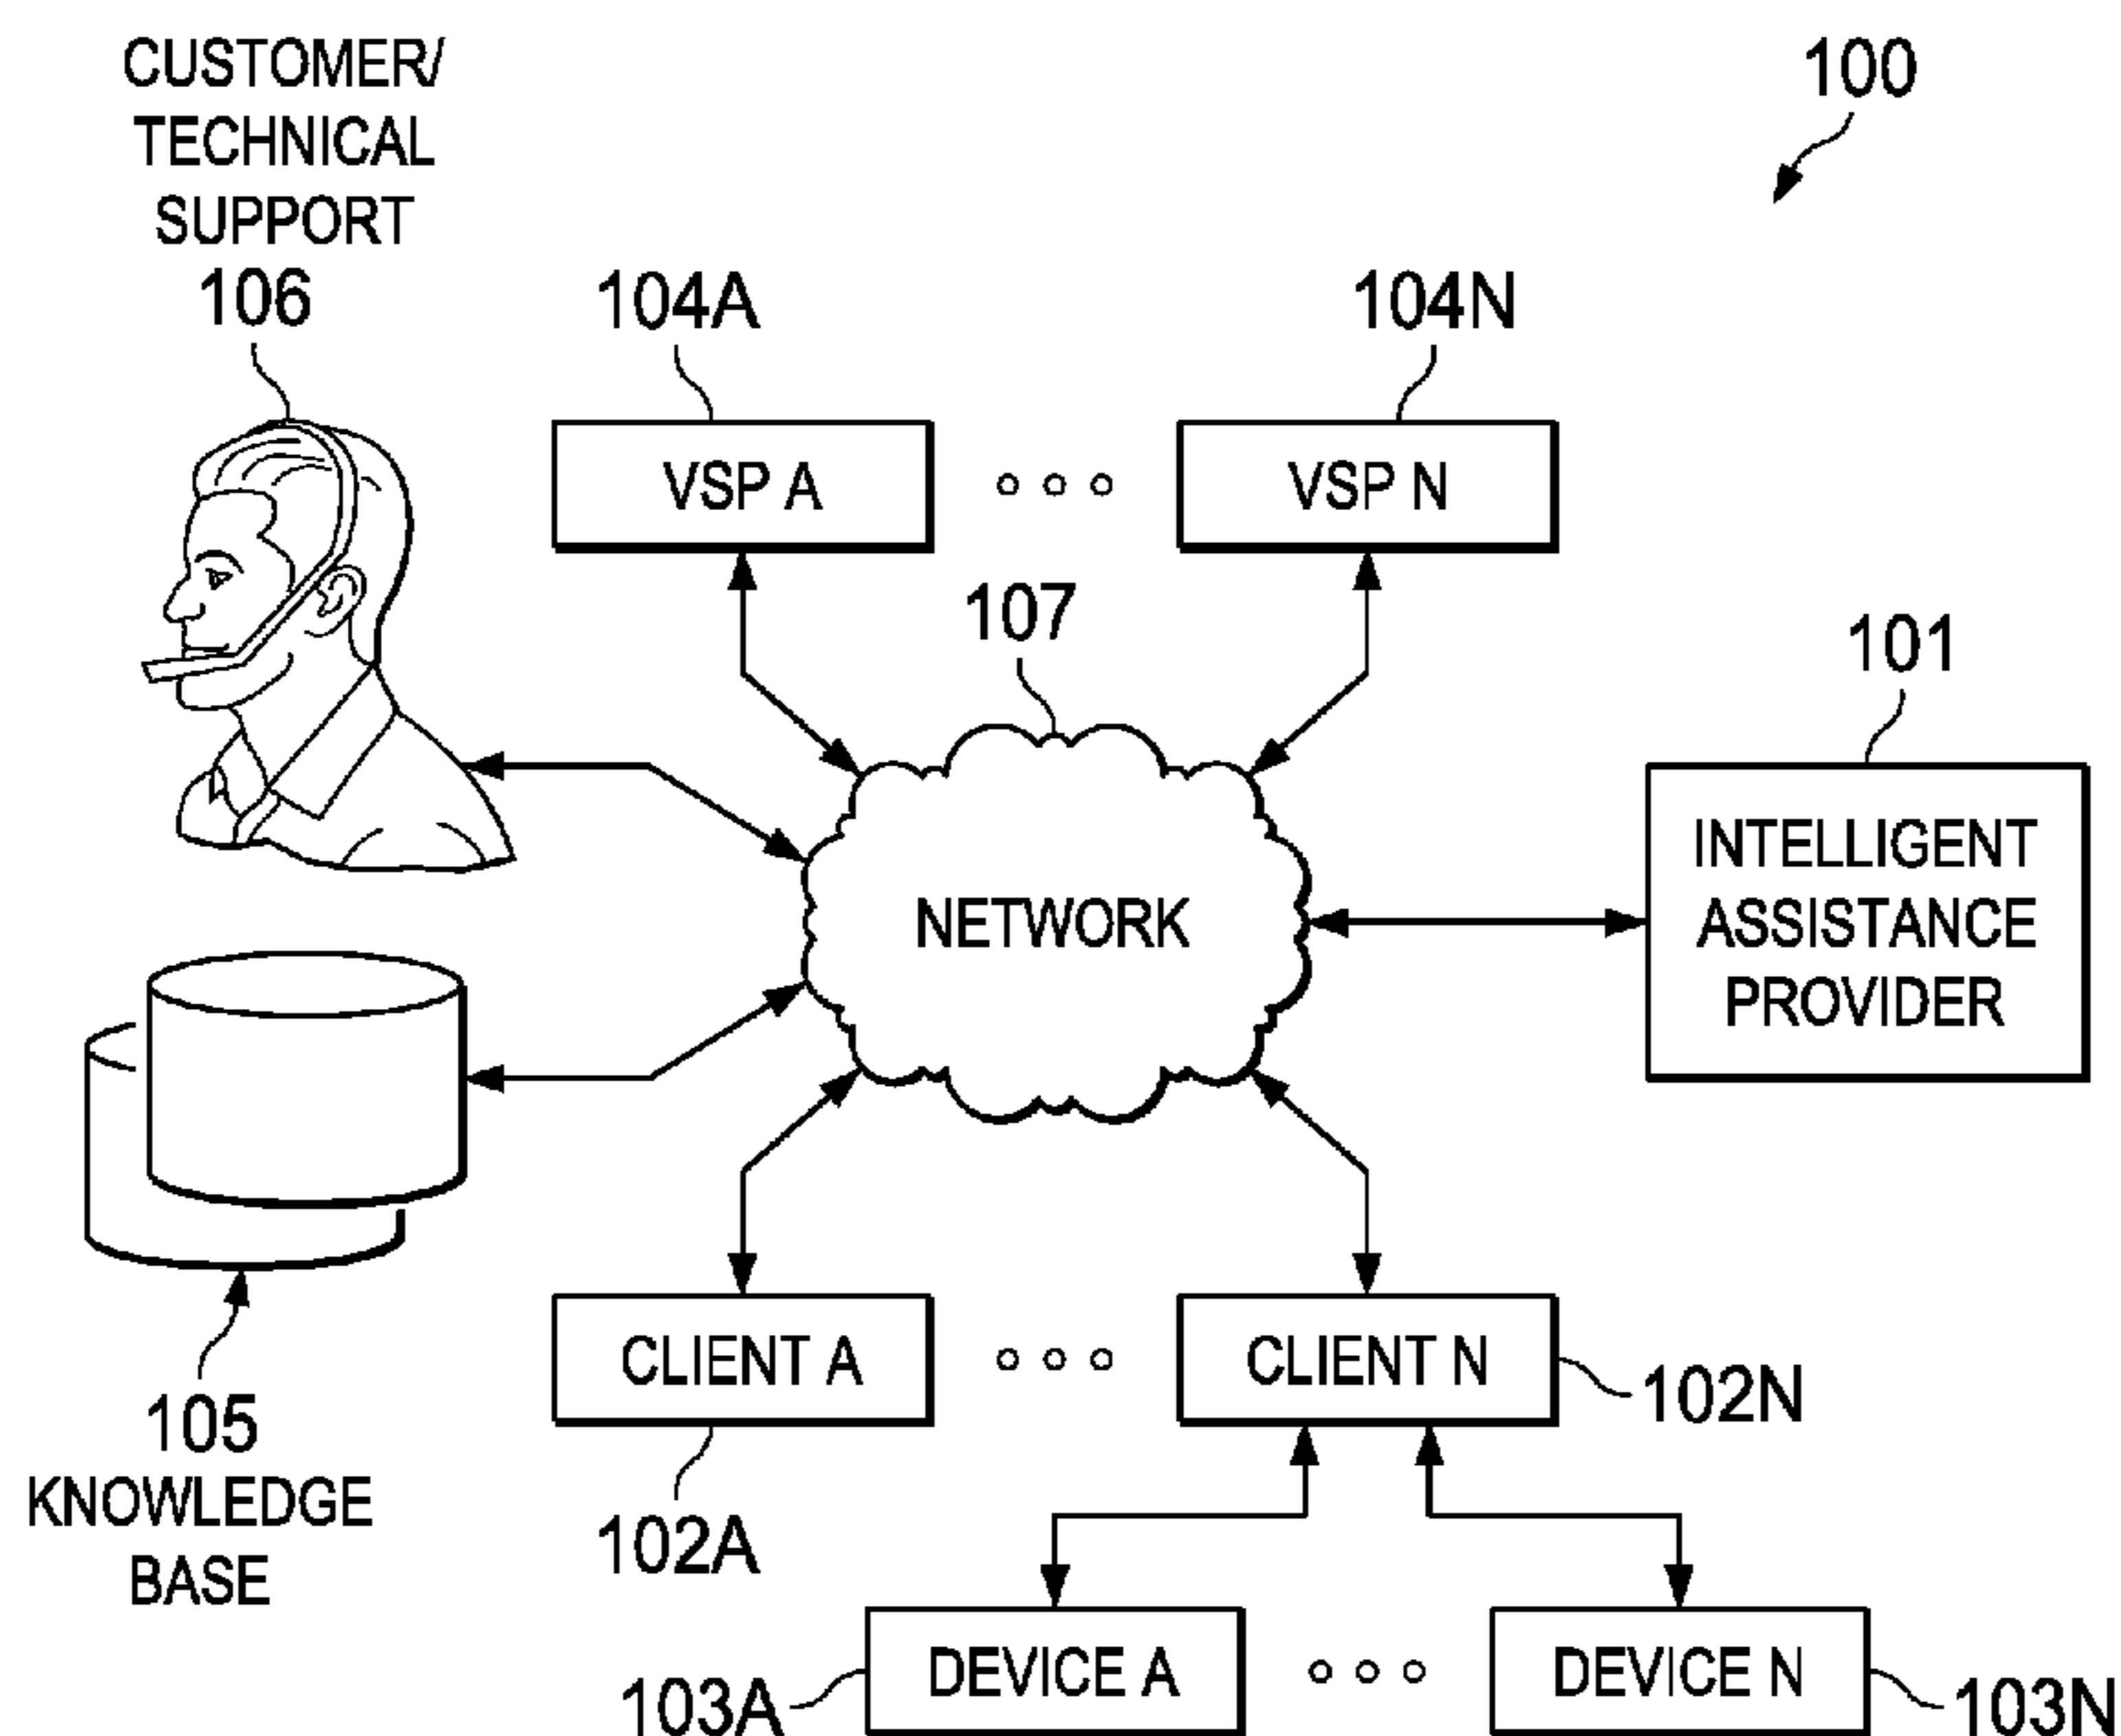 CUSTOMER/
TECHNICAL
SUPPORT
106
100
104A
104N
VSP A
VSP N
107
101
INTELLIGENT
ASSISTANCE
PROVIDER
NETWORK
CLIENT A
CLIENT N
102N
105
KNOWLEDGE
BASE
102A
DEVICE A
DEVICE N
103A
103N